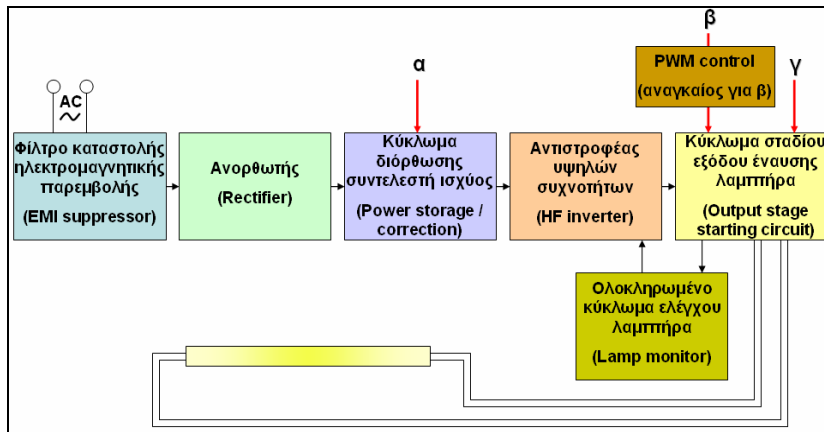 β
α
γ
PWM control
(αναγκαίος για β)
AC
~
Φίλτρο καταστολής
ηλεκτρομαγνητικής
παρεμβολής
(EMI suppressor)
Ανορθωτής
(Rectifier)
Κύκλωμα
διόρθωσης
συντελεστή ισχύος
(Power storage /
correction)
Αντιστροφέας
υψηλών
συχνοτήτων
(HF inverter)
Κύκλωμα σταδίου
εξόδου έναυσης
λαμπτήρα
(Output stage
starting circuit)
Ολοκληρωμένο
κύκλωμα ελέγχου
λαμπτήρα
(Lamp monitor)